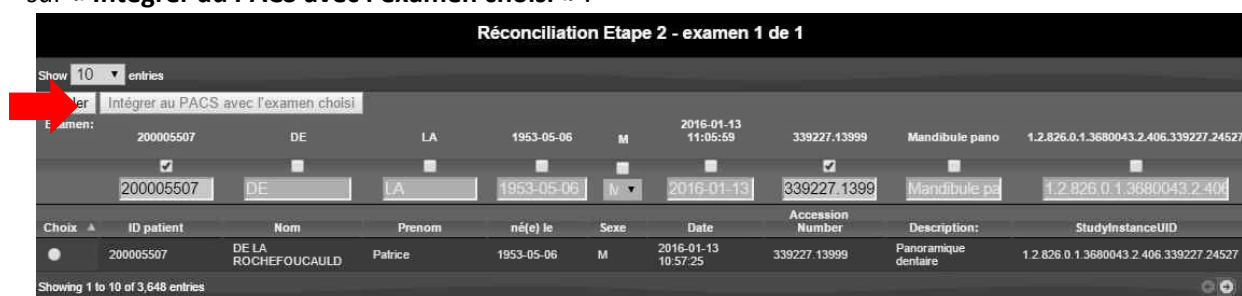 sur « Intégrer au PACS avec l'examen choisi » :
Réconciliation Etape 2 - examen 1 de 1
Show 10 entries
Intégrer au PACS avec l'examen choisi
Examen: 200005507 DE LA 1953-05-06 M 2016-01-13 11:05:59 339227.13999 Mandibule pano 1.2.826.0.1.3680043.2.406.339227.24527
200005507 DE LA 1953-05-06 M 2016-01-13 339227.1399 Mandibule pa 1.2.826.0.1.3680043.2.406
Choix ID patient Nom Prenom né(e) le Sexe Date Accession Number Description: StudyInstanceUID
200005507 DE LA ROCHEFOUCAULD Patrice 1953-05-06 M 2016-01-13 10:57:25 339227.13999 Panoramique dentaire 1.2.826.0.1.3680043.2.406.339227.24527
Showing 1 to 10 of 3,648 entries